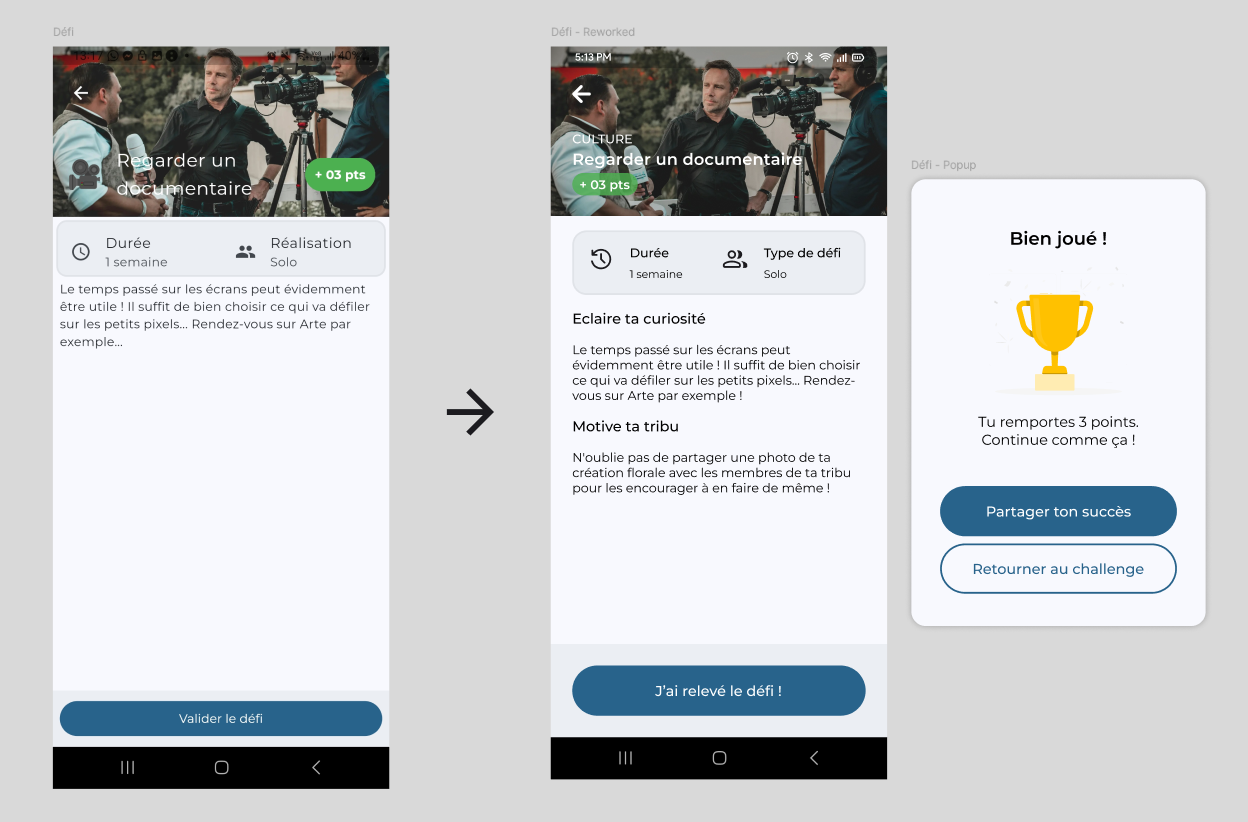 Défi
13:17
40%
Regarder un
documentaire
+ 03 pts
Durée
1 semaine
Réalisation
Solo
Le temps passé sur les écrans peut évidemment
être utile ! Il suffit de bien choisir ce qui va défiler
sur les petits pixels... Rendez-vous sur Arte par
exemple...
Valider le défi
Défi - Reworked
5:13 PM
CULTURE
Regarder un documentaire
+ 03 pts
Durée
1 semaine
Type de défi
Solo
Eclaire ta curiosité
Le temps passé sur les écrans peut
évidemment être utile ! Il suffit de bien choisir
ce qui va défiler sur les petits pixels... Rendez-
vous sur Arte par exemple !
Motive ta tribu
N'oublie pas de partager une photo de ta
création florale avec les membres de ta tribu
pour les encourager à en faire de même !
J'ai relevé le défi !
Défi - Popup
Bien joué !
Tu remportes 3 points.
Continue comme ça !
Partager ton succès
Retourner au challenge